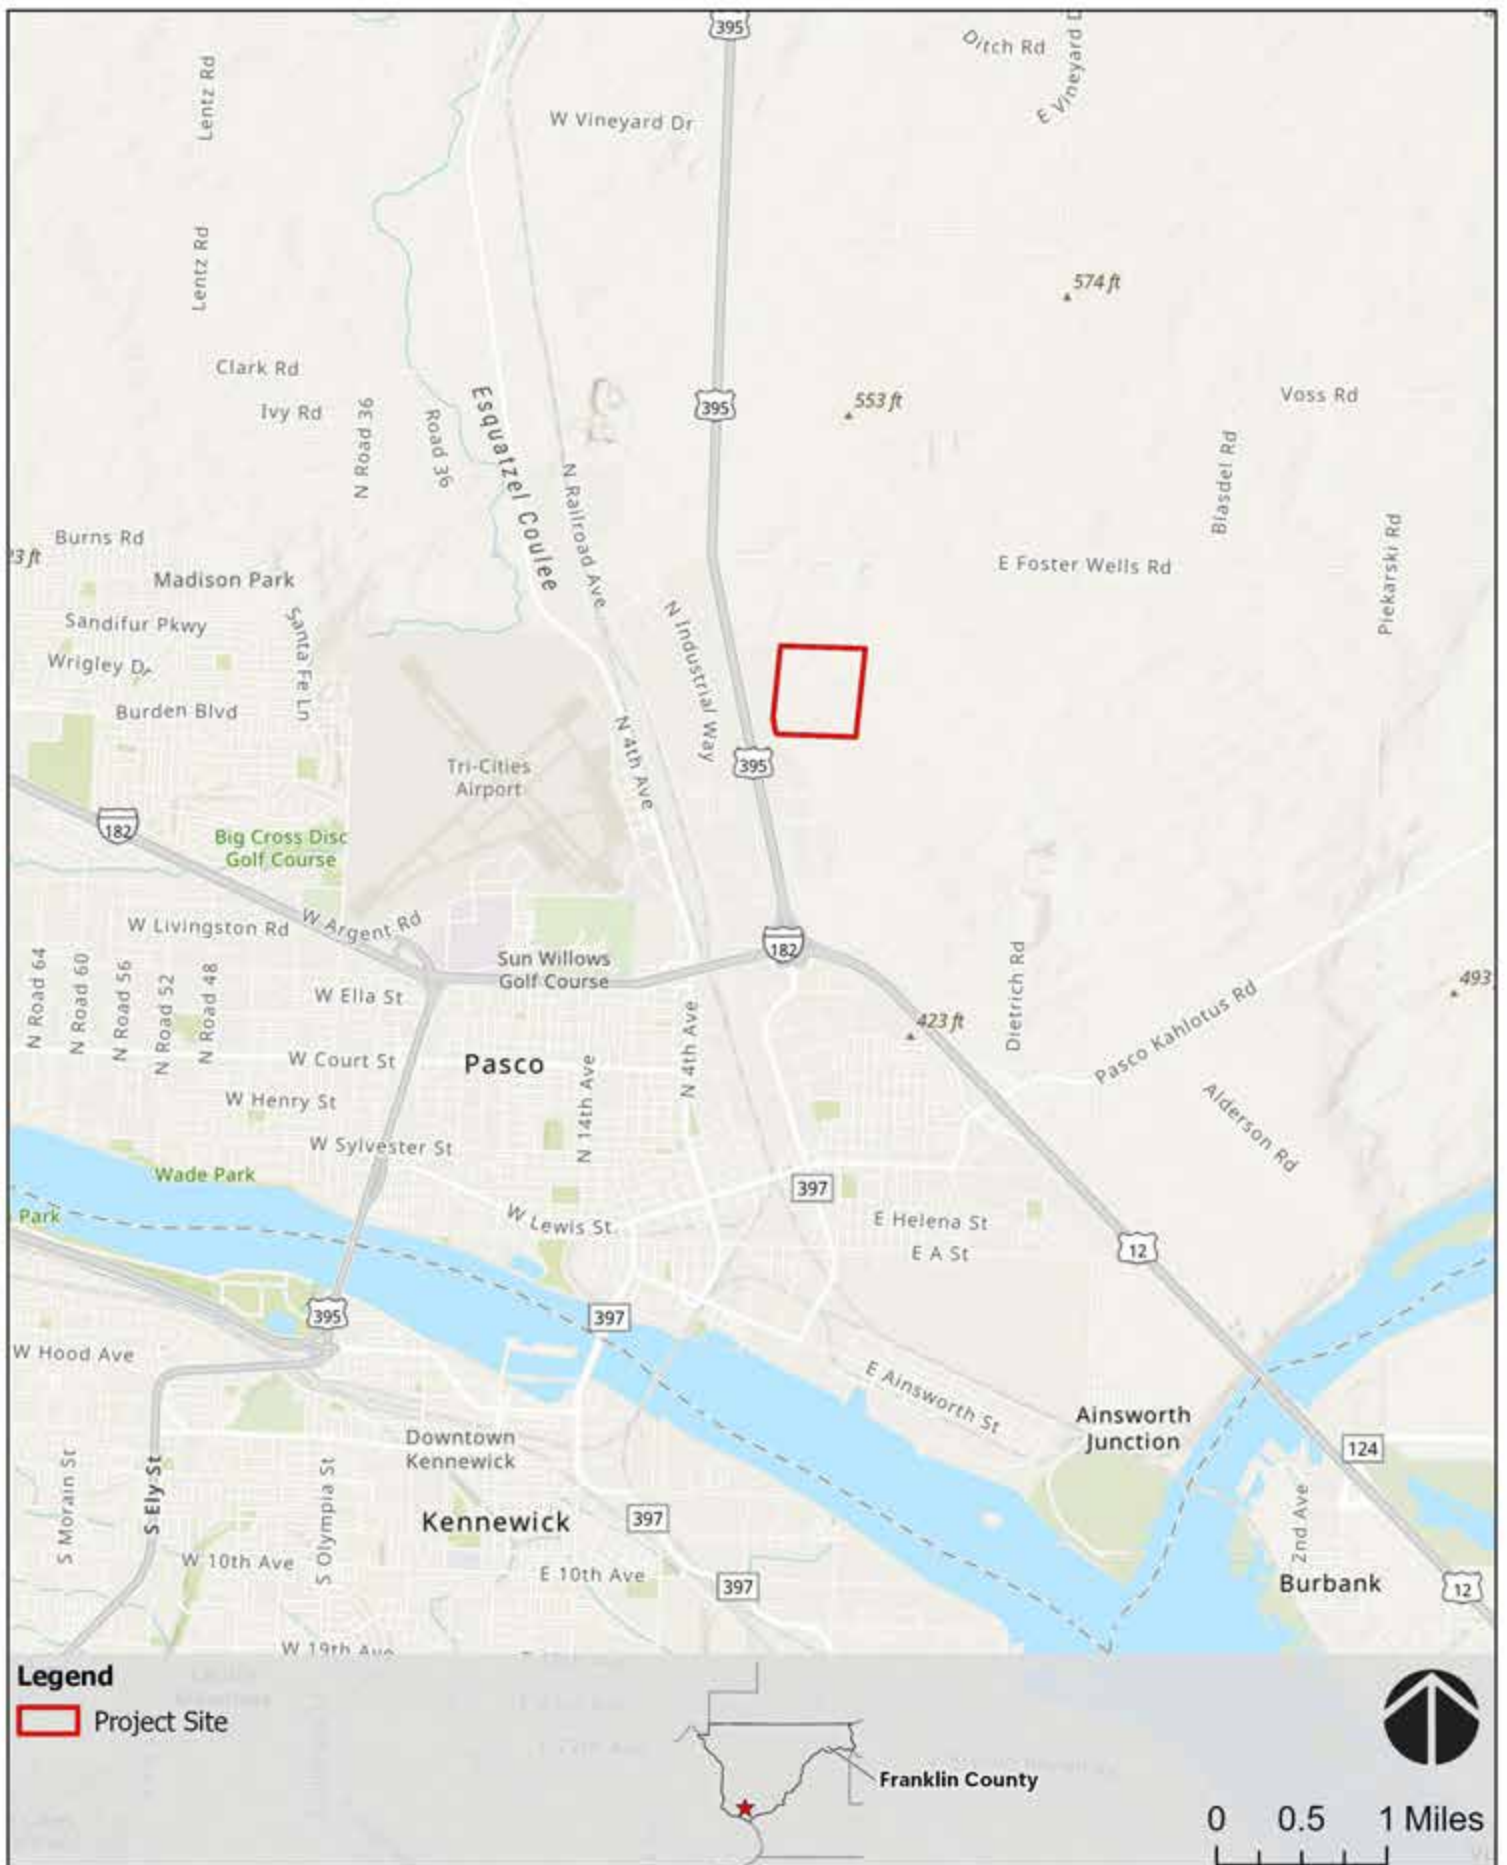 395
Ditch Rd
E Vineyard D
Lentz Rd
W Vineyard Dr
Lentz Rd
574 ft
Clark Rd
Ivy Rd
N Road 36
Road 36
Esquatzel Coulee
395
553 ft
Voss Rd
Blasdel Rd
N Railroad Ave
Burns Rd
3 ft
Madison Park
E Foster Wells Rd
Piekarski Rd
Sandifur Pkwy
Santa Fe Ln
Wrigley Dr
Burden Blvd
N Industrial Way
N 4th Ave
Tri-Cities
Airport
395
182
Big Cross Disc
Golf Course
W Livingston Rd
W Argent Rd
182
Sun Willows
Golf Course
N Road 64
N Road 60
N Road 56
N Road 52
N Road 48
W Ella St
Dietrich Rd
493
423 ft
Pasco Kahlotus Rd
W Court St
Pasco
N 14th Ave
N 4th Ave
W Henry St
Alderson Rd
W Sylvester St
Wade Park
397
Park
W Lewis St.
E Helena St
E A St
12
395
397
W Hood Ave
E Ainsworth St
Ainsworth
Junction
Downtown
Kennewick
124
S Morain St
S Ely St
S Olympia St
Kennewick
397
2nd Ave
W 10th Ave
E 10th Ave
397
Burbank
12
W 19th Ave
Legend
Project Site
Franklin County
0 0.5 1 Miles